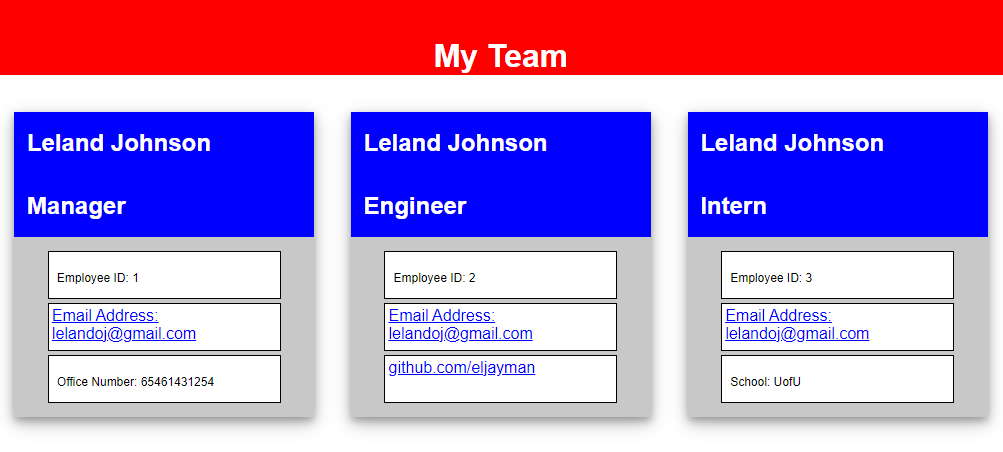 My Team
Leland Johnson
Manager
Employee ID: 1
Email Address:
lelandoj@gmail.com
Office Number: 65461431254
Leland Johnson
Engineer
Employee ID: 2
Email Address:
lelandoj@gmail.com
github.com/eljayman
Leland Johnson
Intern
Employee ID: 3
Email Address:
lelandoj@gmail.com
School: UofU